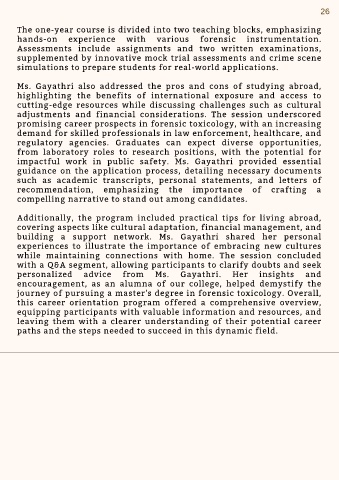 26
The one-year course is divided into two teaching blocks, emphasizing
hands-on experience with various forensic instrumentation.
Assessments include assignments and two written examinations,
supplemented by innovative mock trial assessments and crime scene
simulations to prepare students for real-world applications.
Ms. Gayathri also addressed the pros and cons of studying abroad,
highlighting the benefits of international exposure and access to
cutting-edge resources while discussing challenges such as cultural
adjustments and financial considerations. The session underscored
promising career prospects in forensic toxicology, with an increasing
demand for skilled professionals in law enforcement, healthcare, and
regulatory agencies. Graduates can expect diverse opportunities,
from laboratory roles to research positions, with the potential for
impactful work in public safety. Ms. Gayathri provided essential
guidance on the application process, detailing necessary documents
such as academic transcripts, personal statements, and letters of
recommendation, emphasizing the importance of crafting a
compelling narrative to stand out among candidates.
Additionally, the program included practical tips for living abroad,
covering aspects like cultural adaptation, financial management, and
building a support network. Ms. Gayathri shared her personal
experiences to illustrate the importance of embracing new cultures
while maintaining connections with home. The session concluded
with a Q&A segment, allowing participants to clarify doubts and seek
personalized advice from Ms. Gayathri. Her insights and
encouragement, as an alumna of our college, helped demystify the
journey of pursuing a master's degree in forensic toxicology. Overall,
this career orientation program offered a comprehensive overview,
equipping participants with valuable information and resources, and
leaving them with a clearer understanding of their potential career
paths and the steps needed to succeed in this dynamic field.